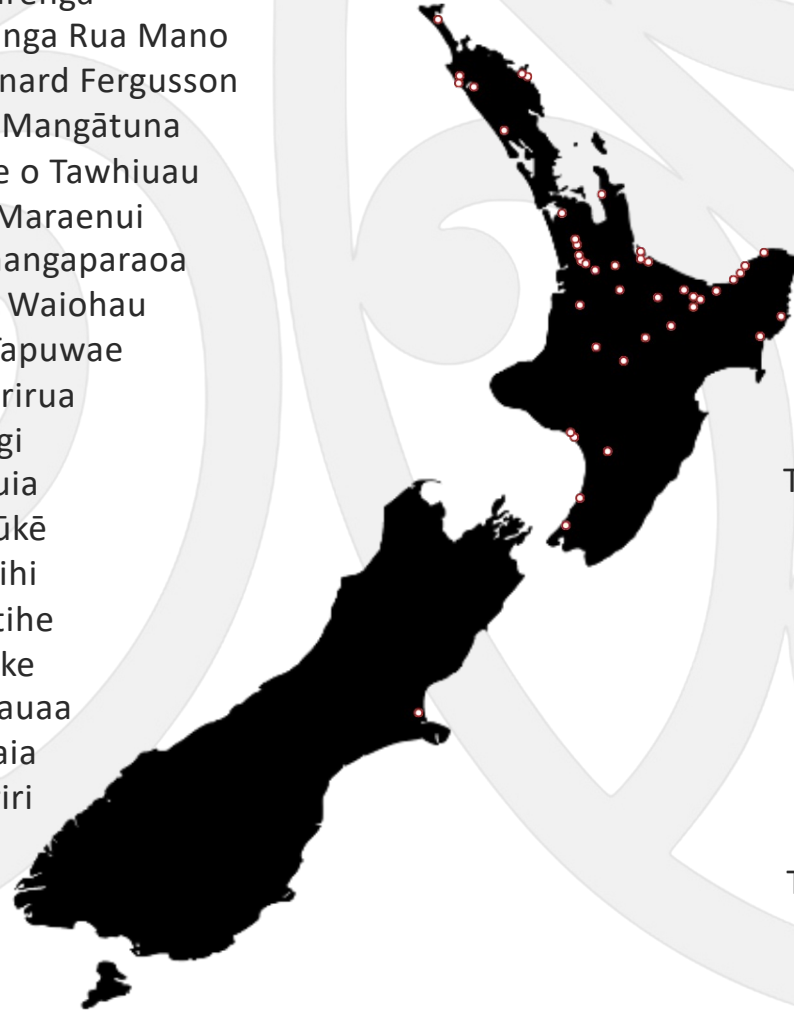 nga Rua Mano
nard Fergusson
Mangātuna
e o Tawhiuau
Maraenui
angaparaoa
Waiohau
apuwae
rirua
gi
uia
ūkē
ihi
tihe
ke
auaa
aia
iri
T
T